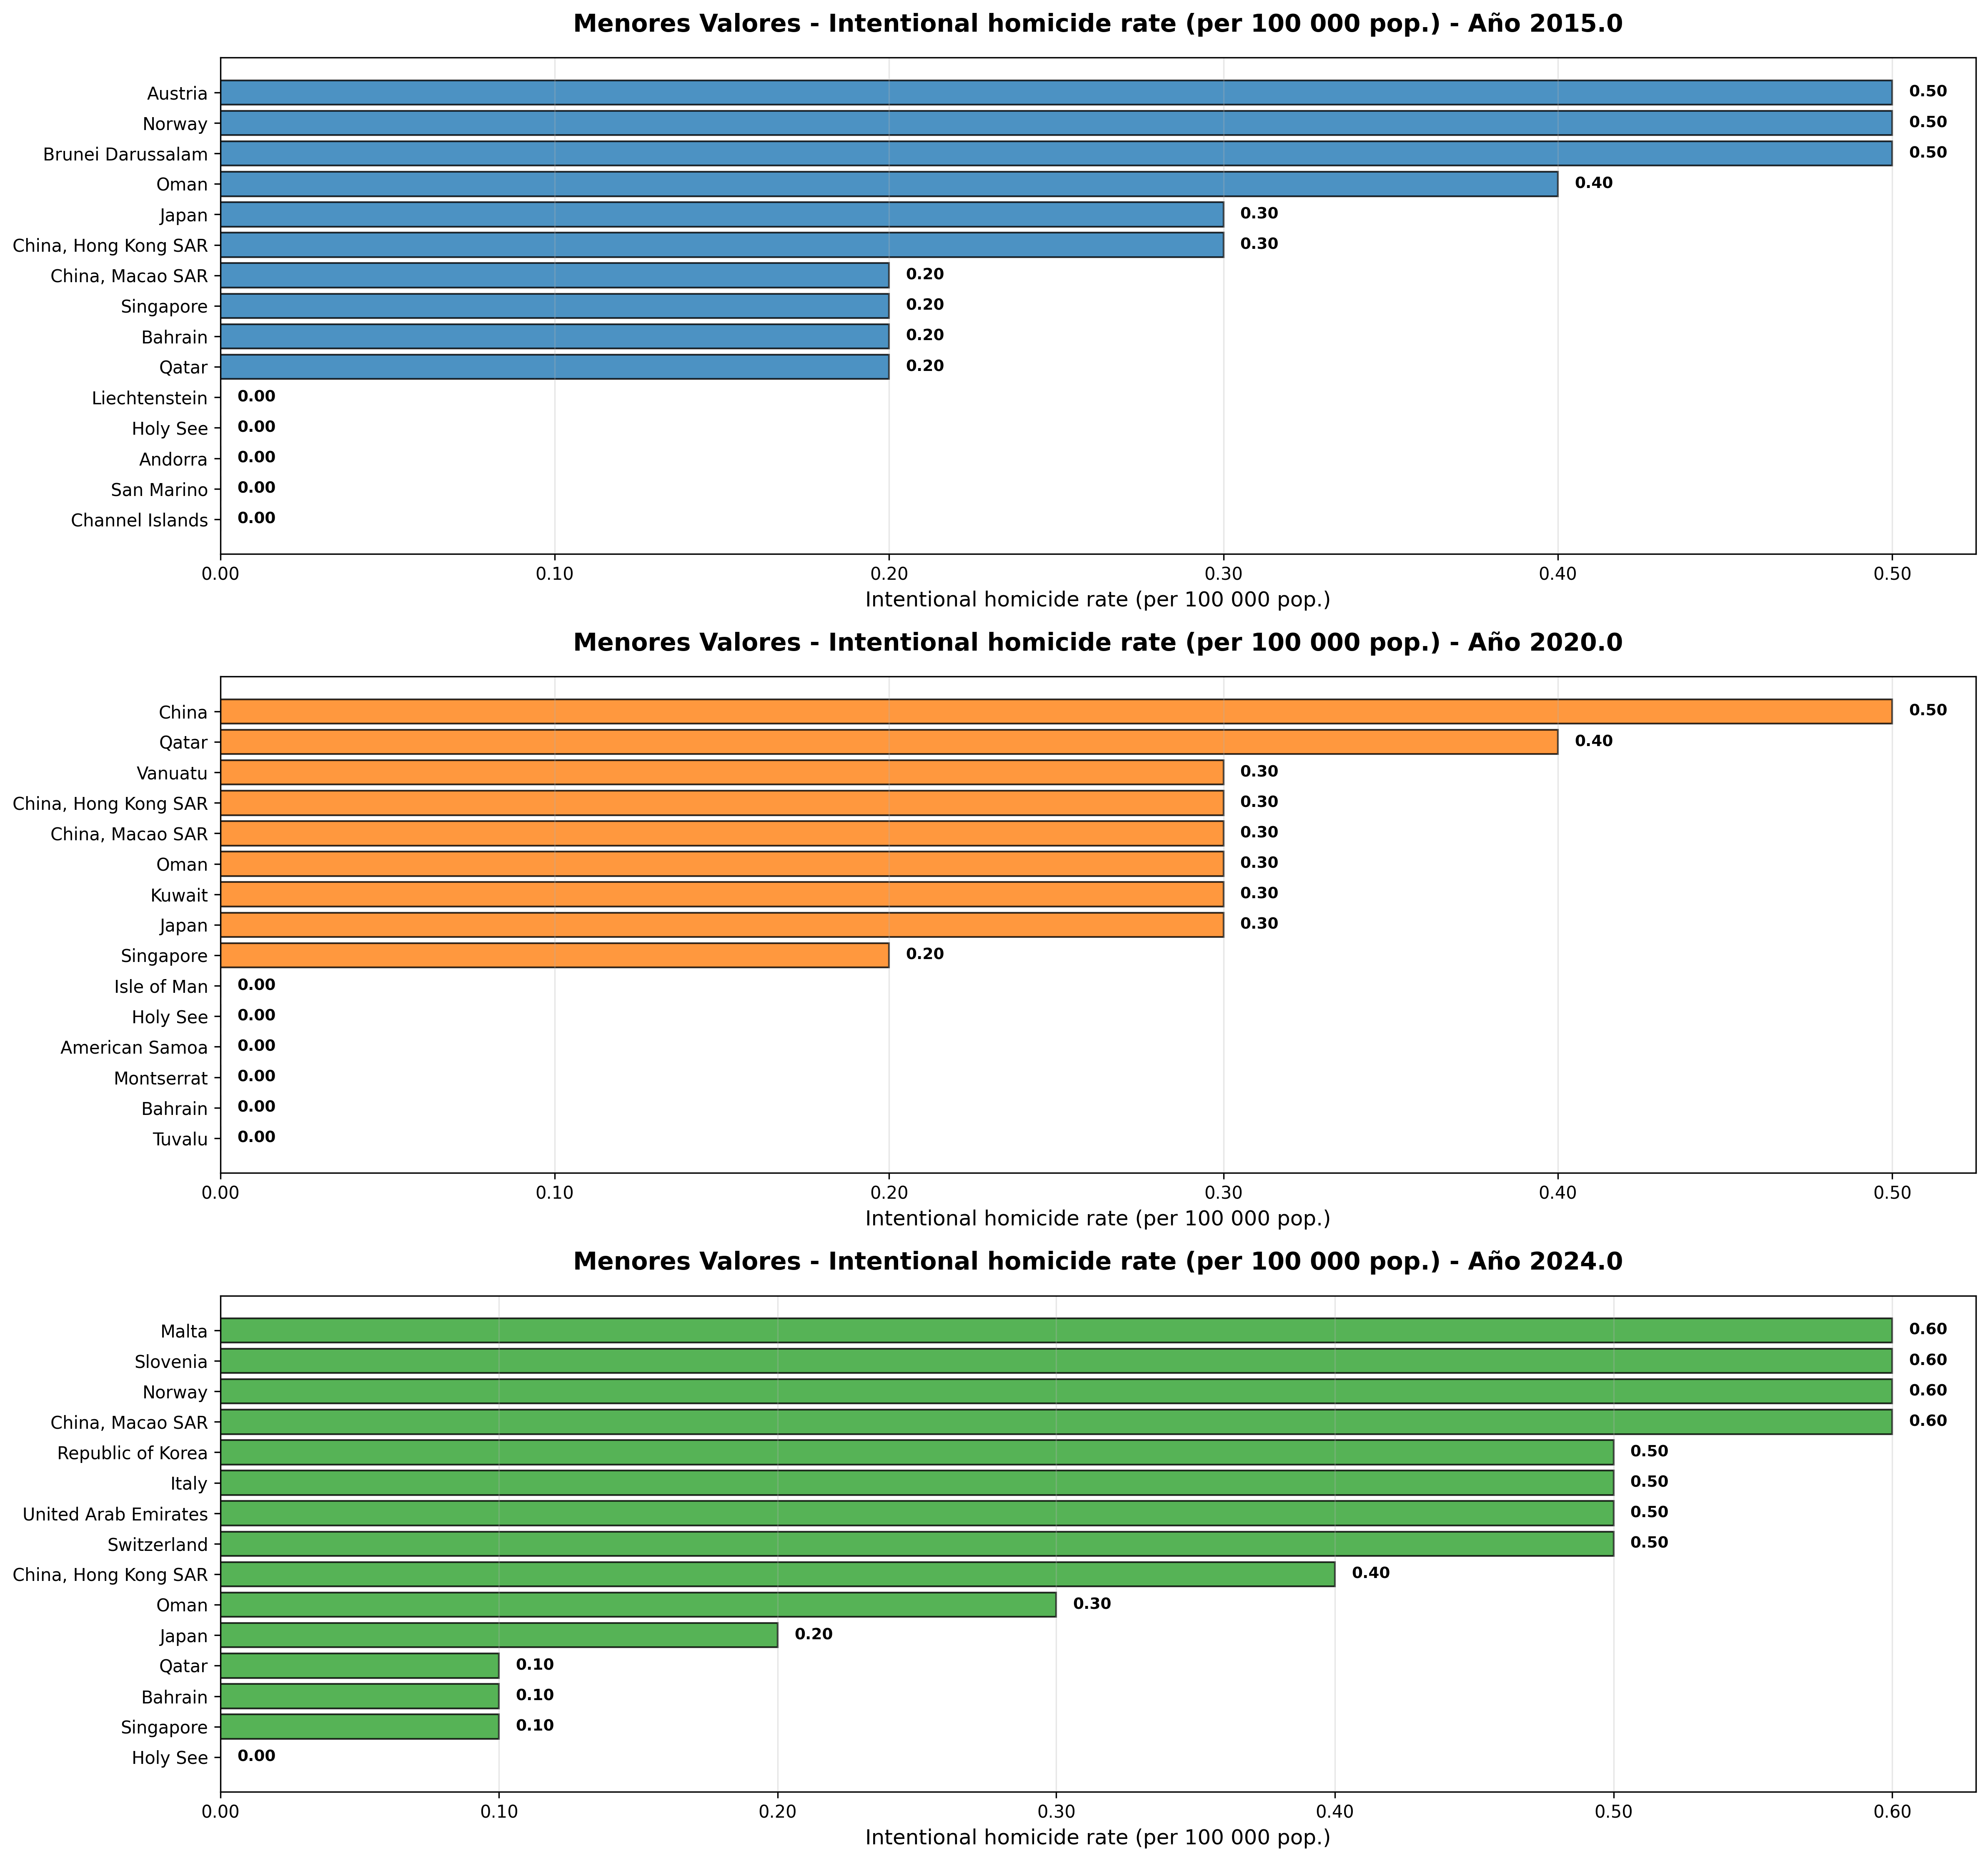 Menores Valores - Intentional homicide rate (per 100 000 pop.) - Año 2015.0
Austria 0.50
Norway 0.50
Brunei Darussalam 0.50
Oman 0.40
Japan 0.30
China, Hong Kong SAR 0.30
China, Macao SAR 0.20
Singapore 0.20
Bahrain 0.20
Qatar 0.20
Liechtenstein 0.00
Holy See 0.00
Andorra 0.00
San Marino 0.00
Channel Islands 0.00
0.00 0.10 0.20 0.30 0.40 0.50
Intentional homicide rate (per 100 000 pop.)
Menores Valores - Intentional homicide rate (per 100 000 pop.) - Año 2020.0
China 0.50
Qatar 0.40
Vanuatu 0.30
China, Hong Kong SAR 0.30
China, Macao SAR 0.30
Oman 0.30
Kuwait 0.30
Japan 0.30
Singapore 0.20
Isle of Man 0.00
Holy See 0.00
American Samoa 0.00
Montserrat 0.00
Bahrain 0.00
Tuvalu 0.00
0.00 0.10 0.20 0.30 0.40 0.50
Intentional homicide rate (per 100 000 pop.)
Menores Valores - Intentional homicide rate (per 100 000 pop.) - Año 2024.0
Malta 0.60
Slovenia 0.60
Norway 0.60
China, Macao SAR 0.60
Republic of Korea 0.50
Italy 0.50
United Arab Emirates 0.50
Switzerland 0.50
China, Hong Kong SAR 0.40
Oman 0.30
Japan 0.20
Qatar 0.10
Bahrain 0.10
Singapore 0.10
Holy See 0.00
0.00 0.10 0.20 0.30 0.40 0.50 0.60
Intentional homicide rate (per 100 000 pop.)